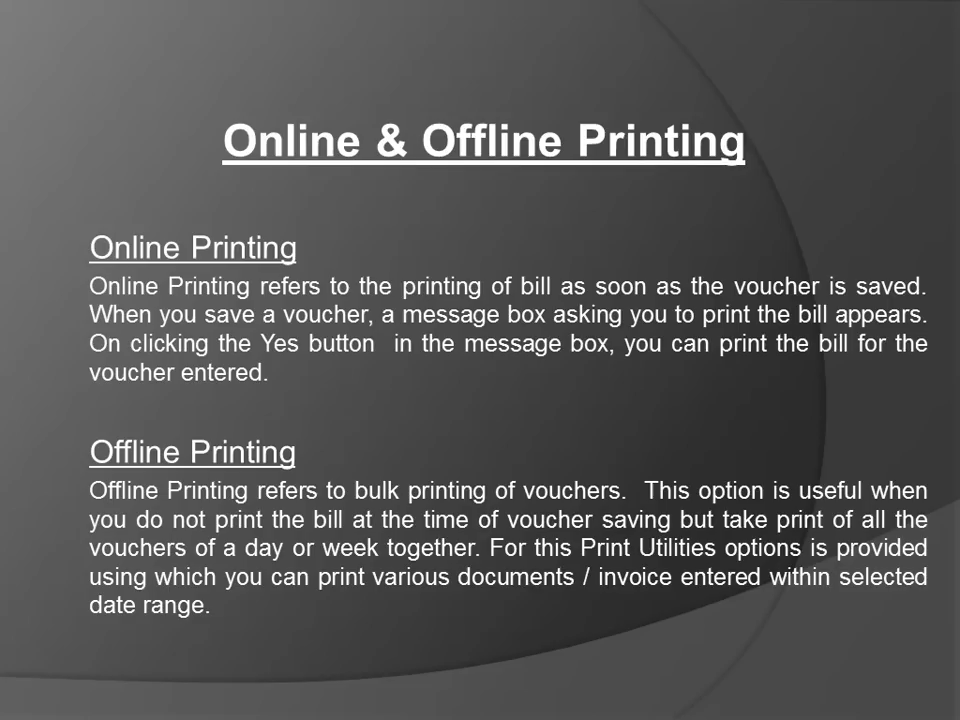 Online & Offline Printing
Online Printing
Online Printing refers to the printing of bill as soon as the voucher is saved.
When you save a voucher, a message box asking you to print the bill appears.
On clicking the Yes button  in the message box, you can print the bill for the
voucher entered.
Offline Printing
Offline Printing refers to bulk printing of vouchers.  This option is useful when
you do not print the bill at the time of voucher saving but take print of all the
vouchers of a day or week together. For this Print Utilities options is provided
using which you can print various documents / invoice entered within selected
date range.